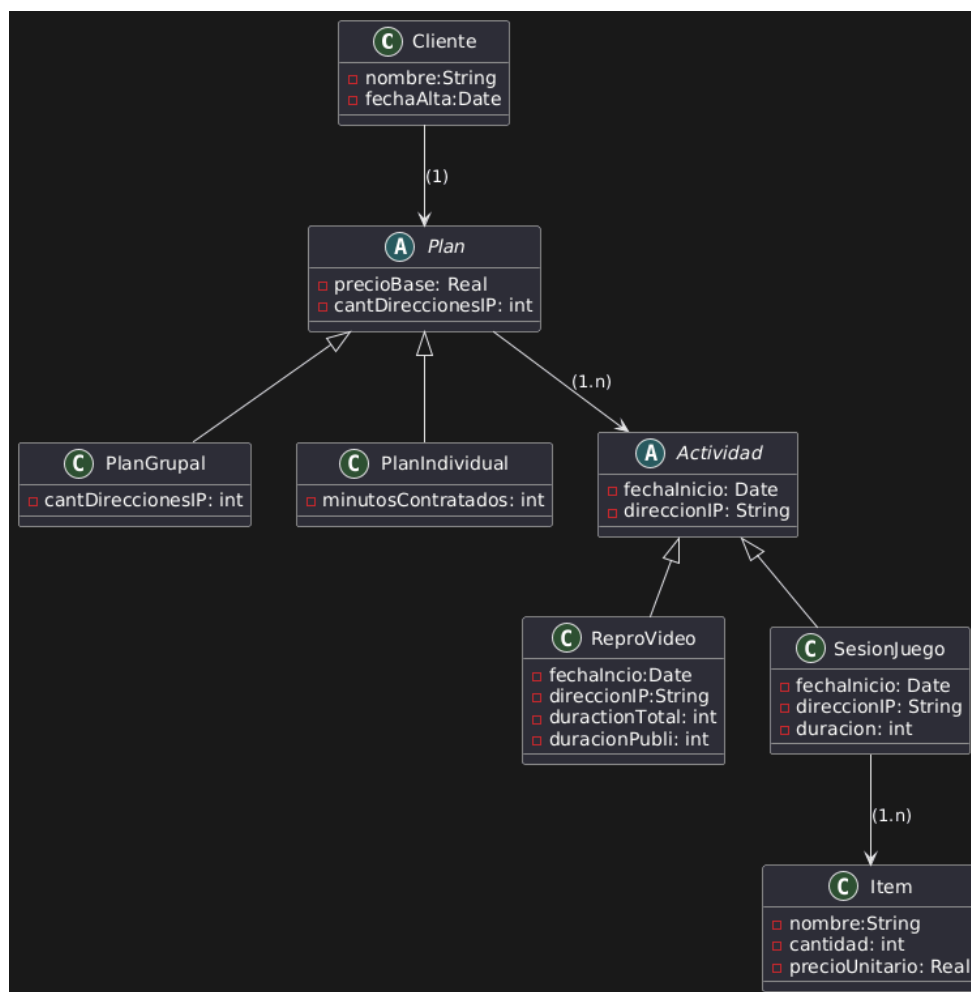 C Cliente
nombre:String
fechaAlta:Date
(1)
A Plan
precioBase: Real
cantDireccionesIP: int
(1.n)
C PlanGrupal
cantDireccionesIP: int
C PlanIndividual
minutosContratados: int
A Actividad
fechaInicio: Date
direccionIP: String
C ReproVideo
fechaIncio:Date
direccionIP:String
duractionTotal: int
duracionPubli: int
C SesionJuego
fechaInicio: Date
direccionIP: String
duracion: int
(1.n)
C Item
nombre:String
cantidad: int
precioUnitario: Real